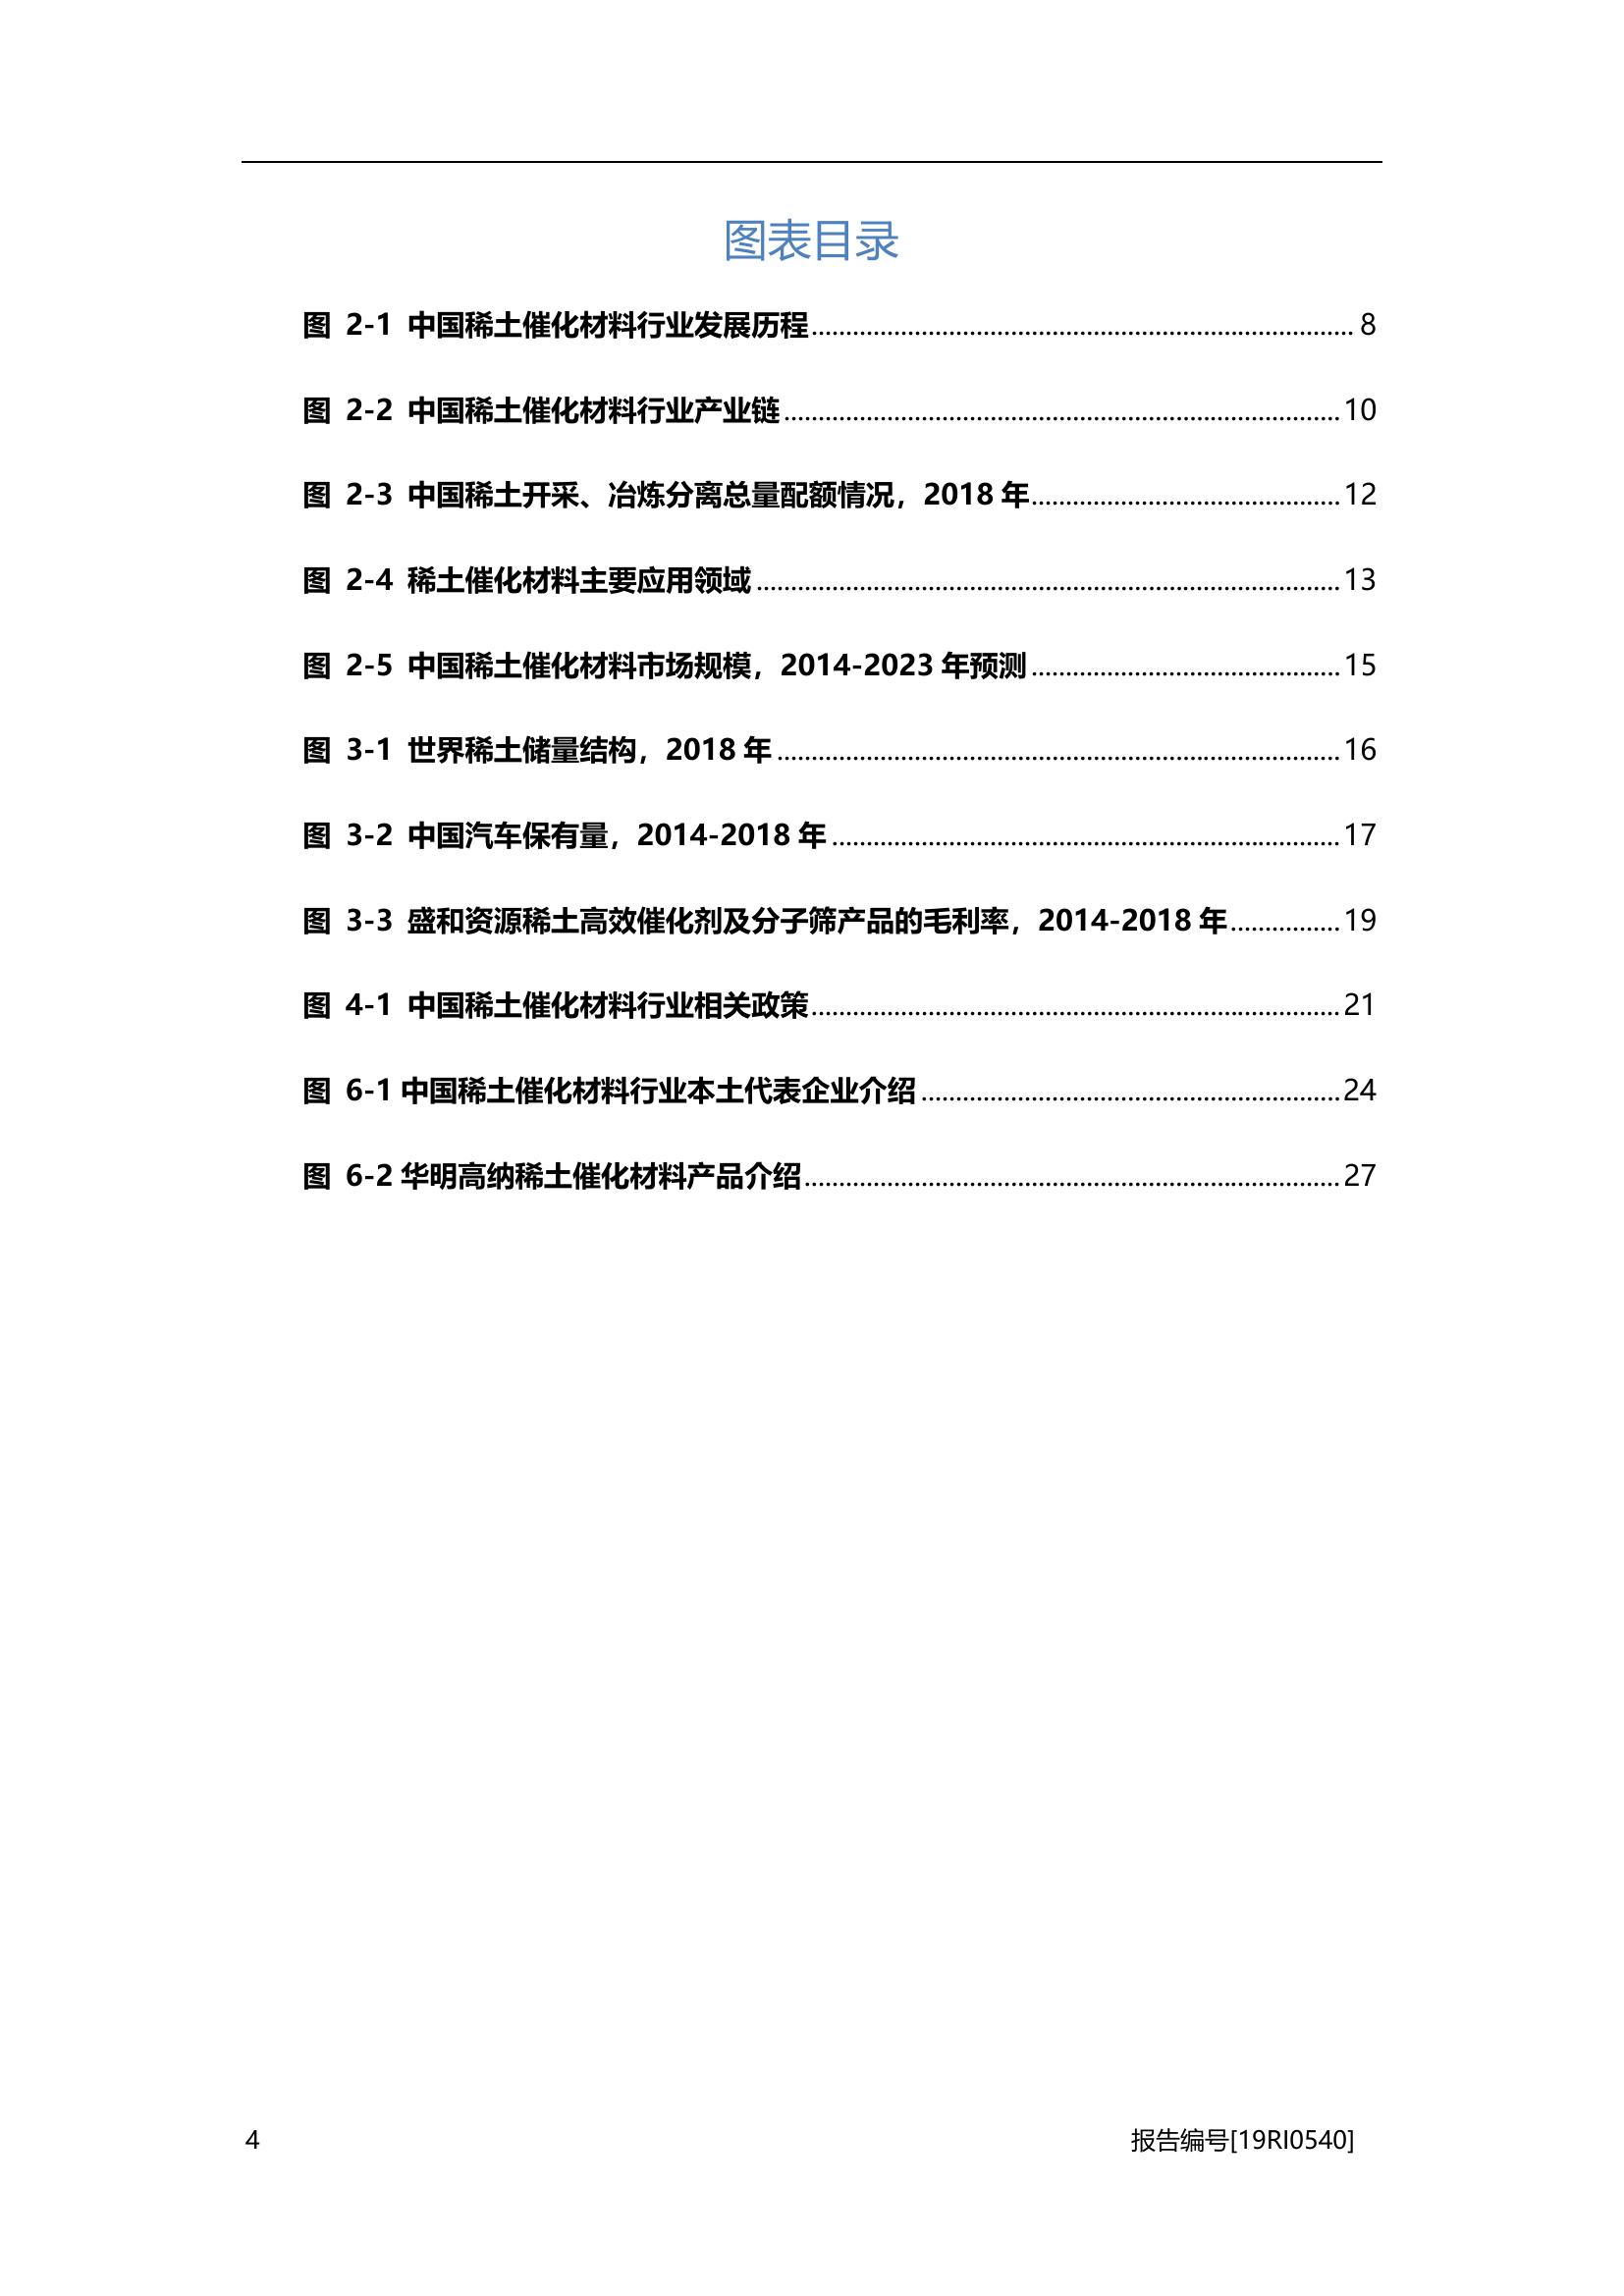 图表目录
图 2-1 中国稀土催化材料行业发展历程........................................................ 8
图 2-2 中国稀土催化材料行业产业链........................................................ 10
图 2-3 中国稀土开采、冶炼分离总量配额情况，2018 年................................ 12
图 2-4 稀土催化材料主要应用领域........................................................ 13
图 2-5 中国稀土催化材料市场规模，2014-2023 年预测................................ 15
图 3-1 世界稀土储量结构，2018 年........................................................ 16
图 3-2 中国汽车保有量，2014-2018 年.................................................... 17
图 3-3 盛和资源稀土高效催化剂及分子筛产品的毛利率，2014-2018 年................ 19
图 4-1 中国稀土催化材料行业相关政策........................................................ 21
图 6-1 中国稀土催化材料行业本土代表企业介绍........................................ 24
图 6-2 华明高纳稀土催化材料产品介绍.................................................... 27
4 报告编号[19RI0540]